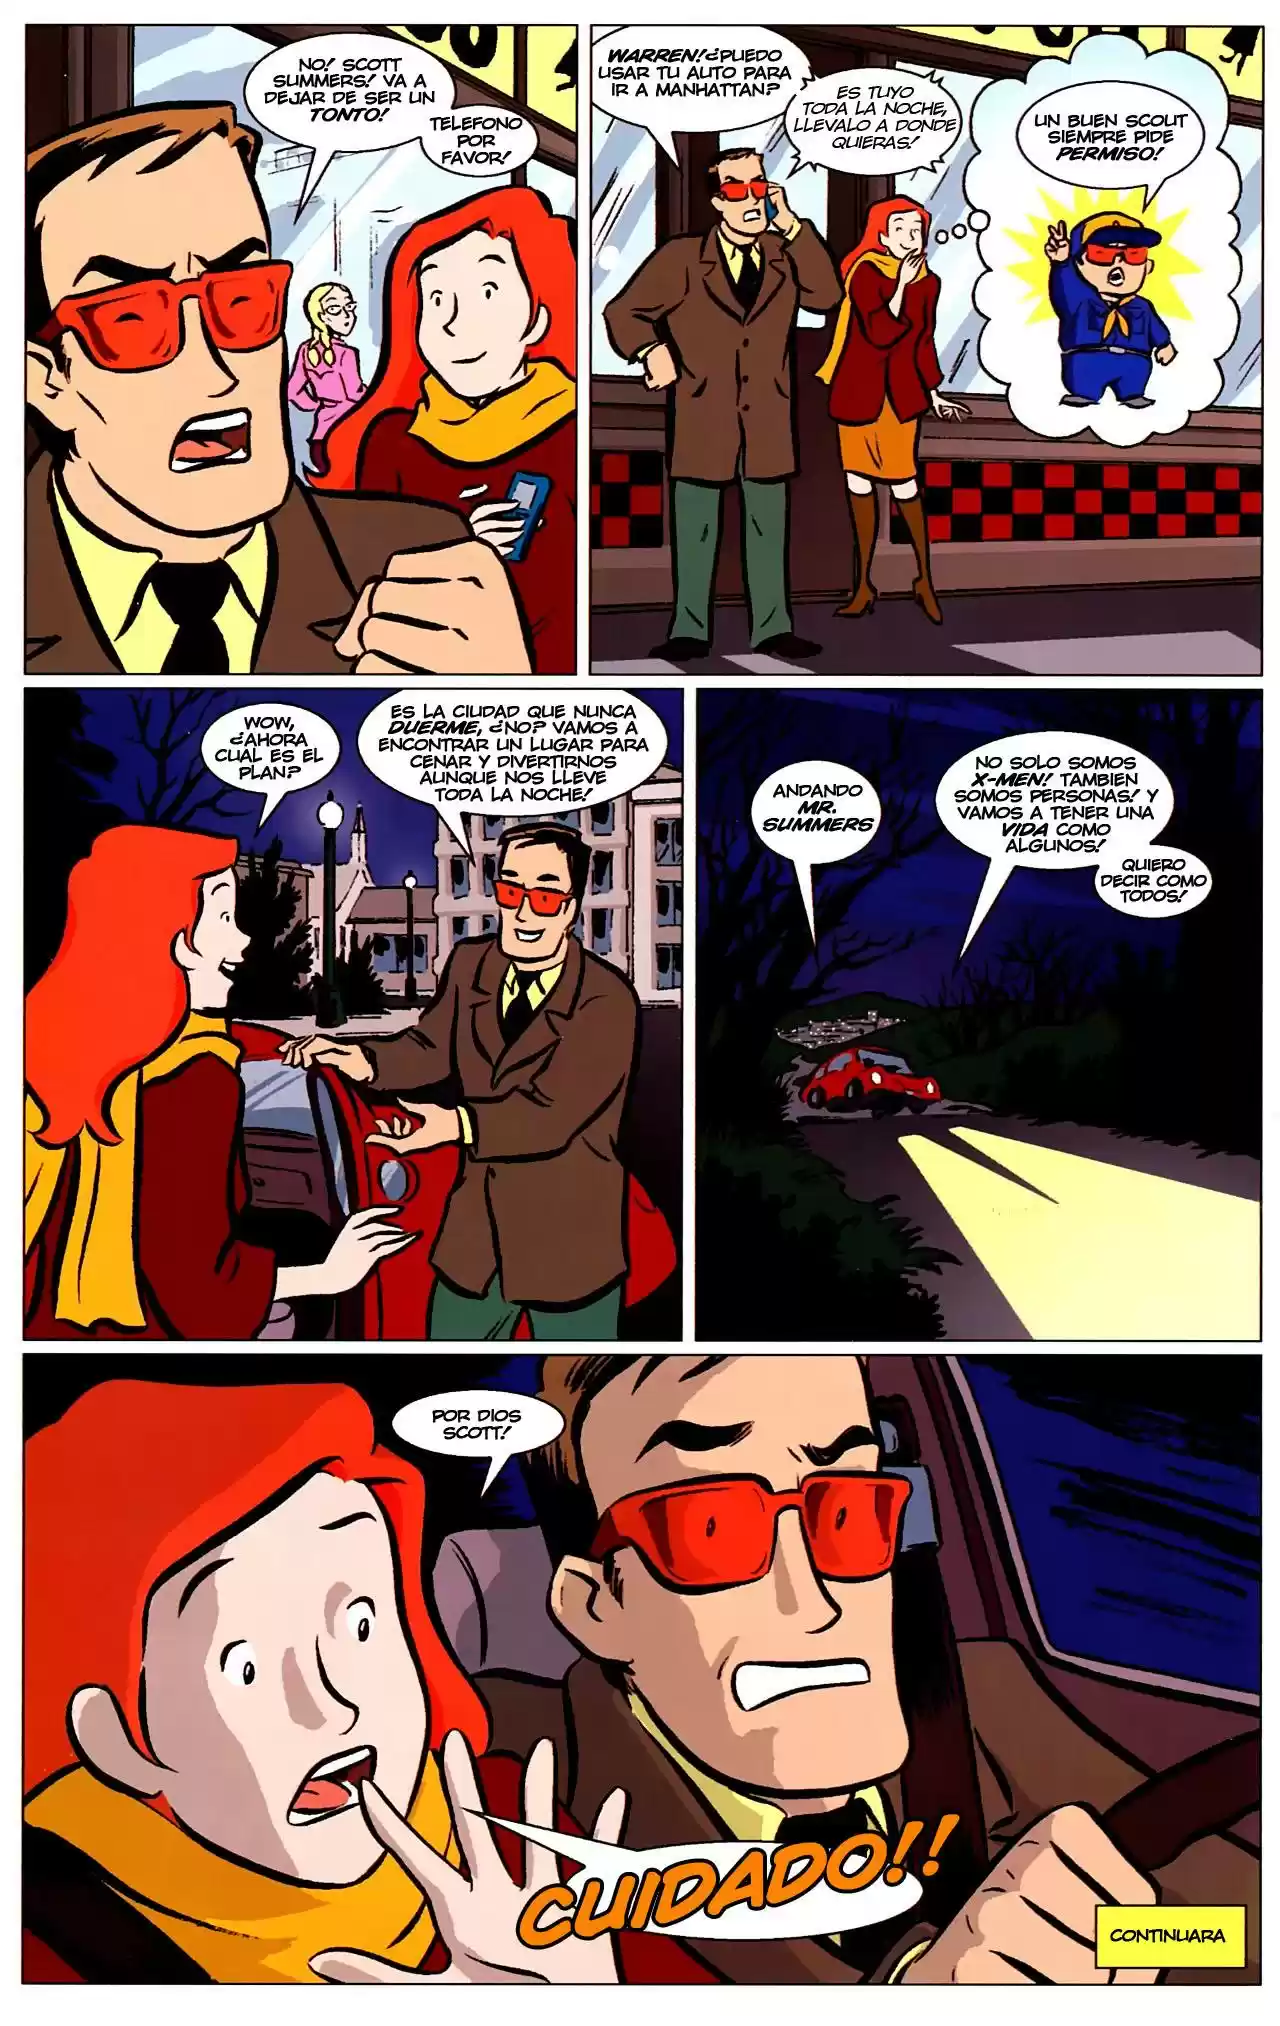 NO! SCOTT
SUMMERS! VA A
DEJAR DE SER UN
TONTO!
TELEFONO
POR
FAVOR!
WARREN! ¿PUEDO
USAR TU AUTO PARA
IR A MANHATTAN?
ES TUYO
TODA LA NOCHE,
LLEVALO A DONDE
QUIERAS!
UN BUEN SCOUT
SIEMPRE PIDE
PERMISO!
WOW,
¿AHORA
CUAL ES EL
PLAN?
ES LA CIUDAD QUE NUNCA
DUERME, ¿NO? VAMOS A
ENCONTRAR UN LUGAR PARA
CENAR Y DIVERTIRNOS
AUNQUE NOS LLEVE
TODA LA NOCHE!
ANDANDO
MR.
SUMMERS
NO SOLO SOMOS
X-MEN! TAMBIEN
SOMOS PERSONAS! Y
VAMOS A TENER UNA
VIDA COMO
ALGUNOS!
QUIERO
DECIR COMO
TODOS!
POR DIOS
SCOTT!
CUIDADO!!
CONTINUARA